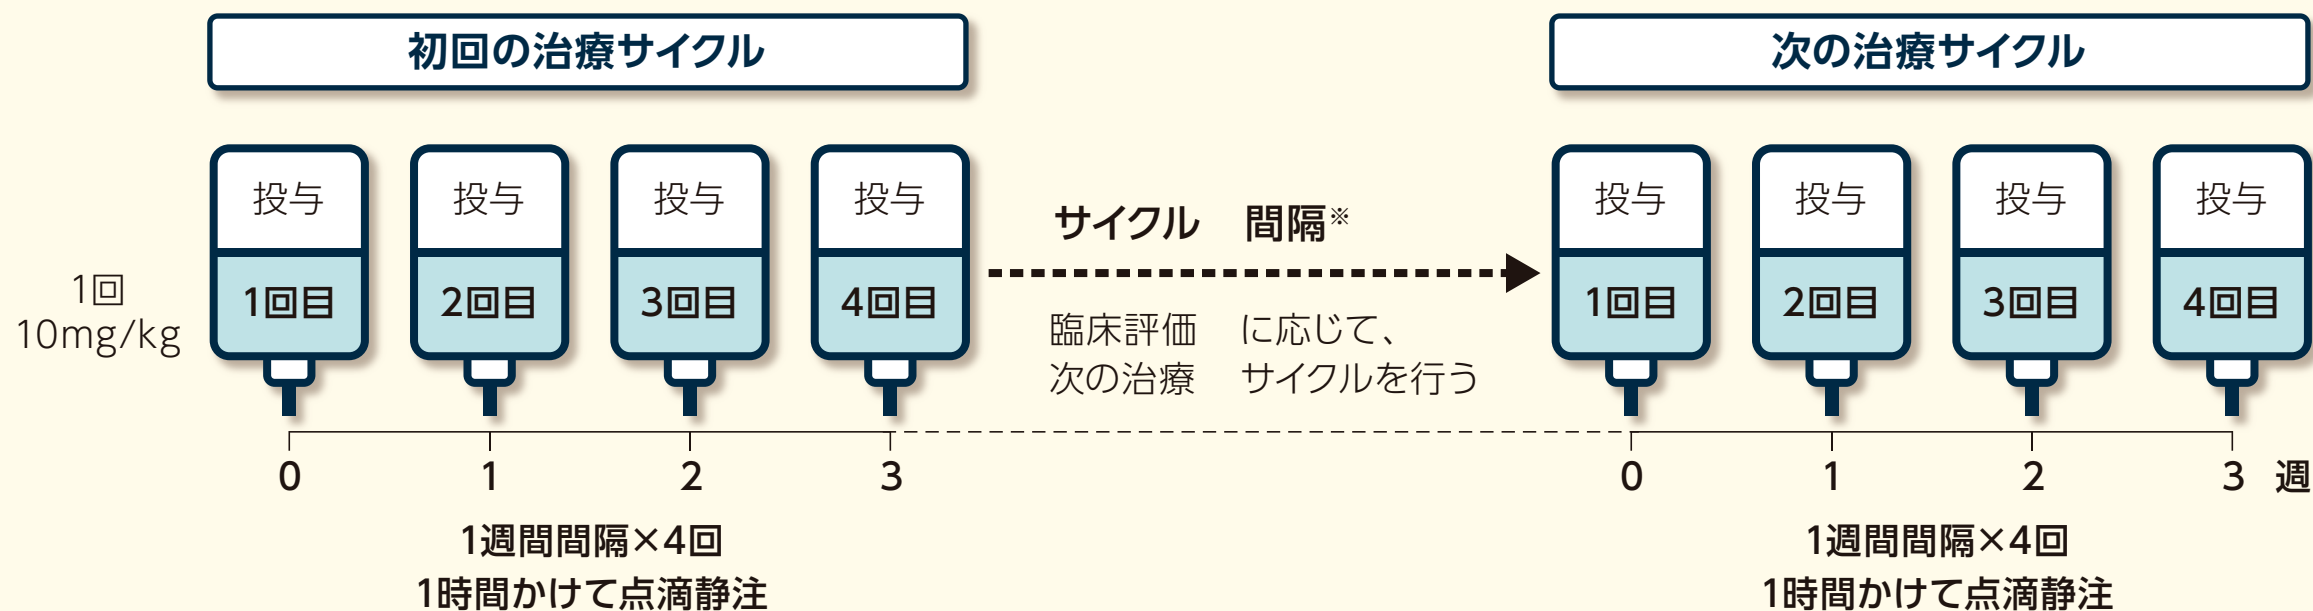 初回の治療サイクル
次の治療サイクル
投与
1回目
投与
2回目
投与
3回目
投与
4回目
1回
10mg/kg
サイクル 間隔※
臨床評価 に応じて、
次の治療 サイクルを行う
投与
1回目
投与
2回目
投与
3回目
投与
4回目
0 1 2 3
0 1 2 3 週
1週間間隔×4回
1時間かけて点滴静注
1週間間隔×4回
1時間かけて点滴静注